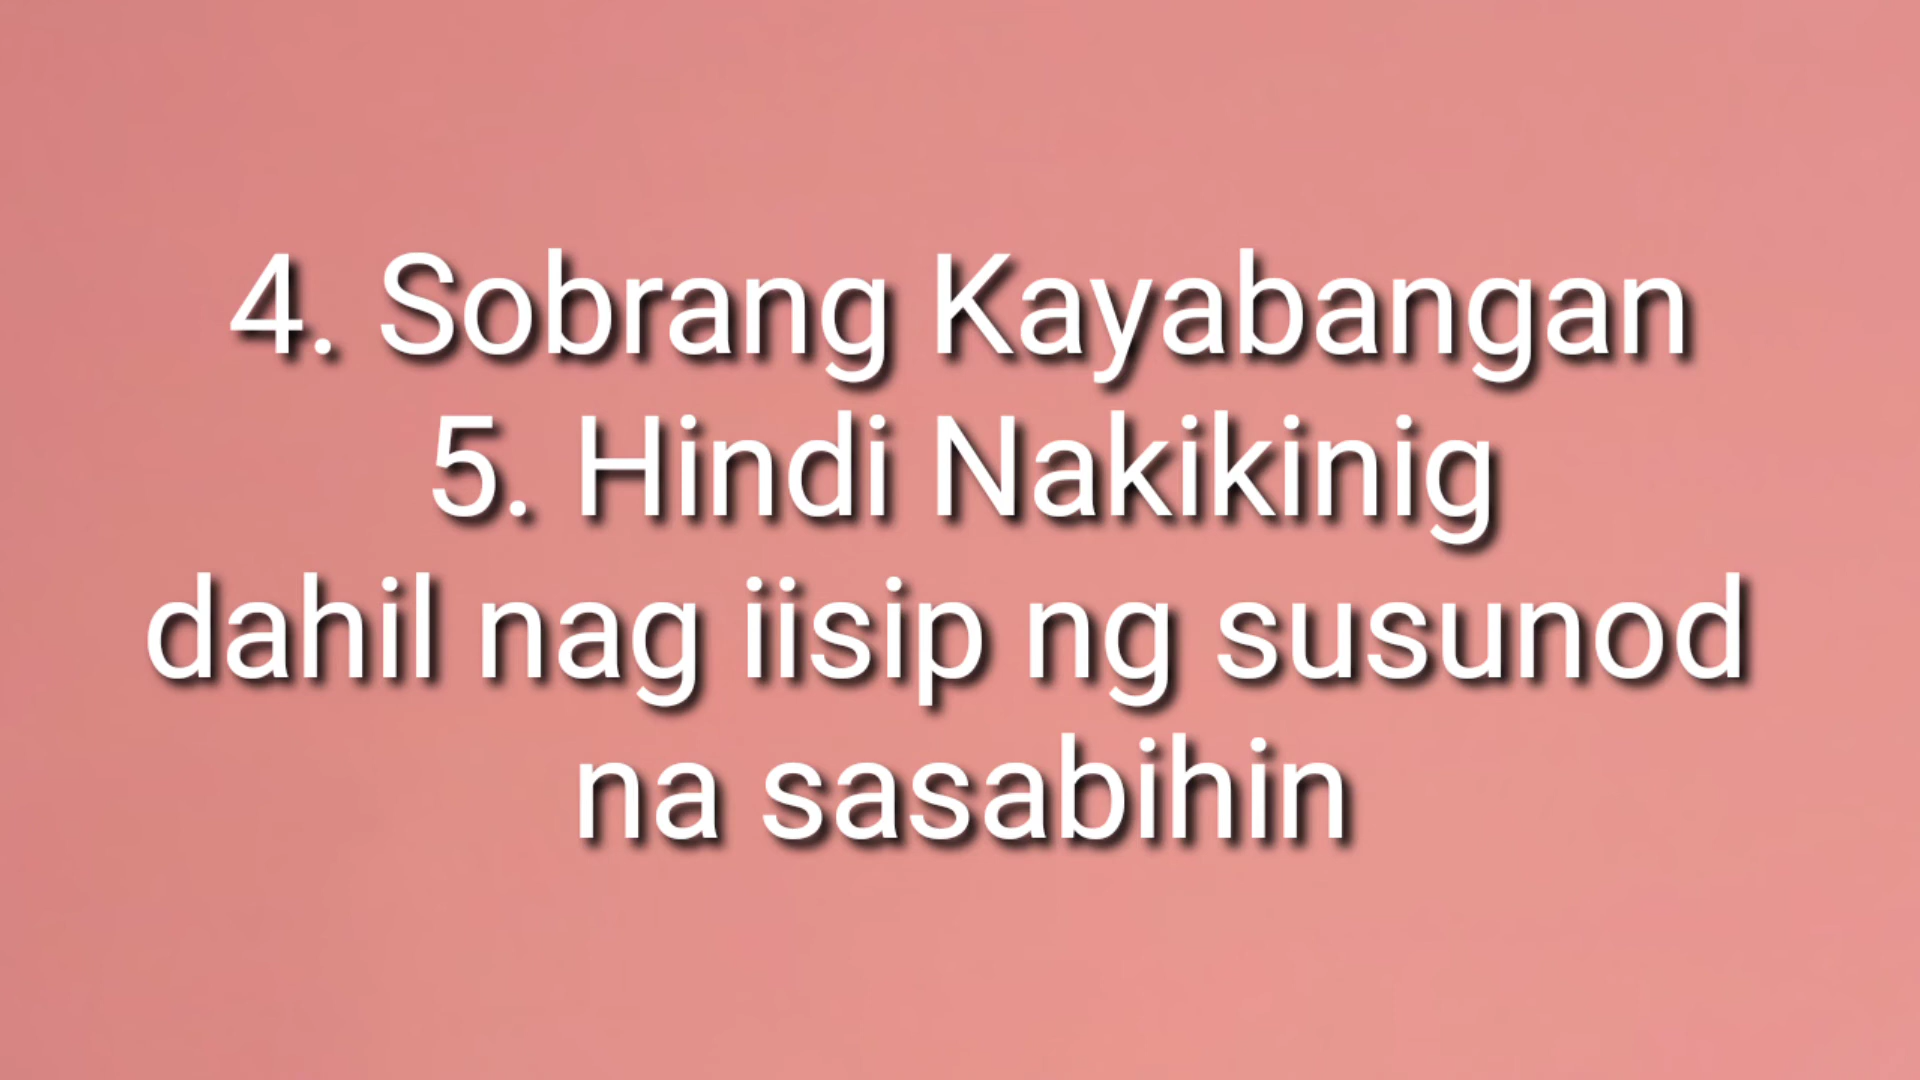 4. Sobrang Kayabangan
5. Hindi Nakikinig
dahil nag iisip ng susunod
na sasabihin